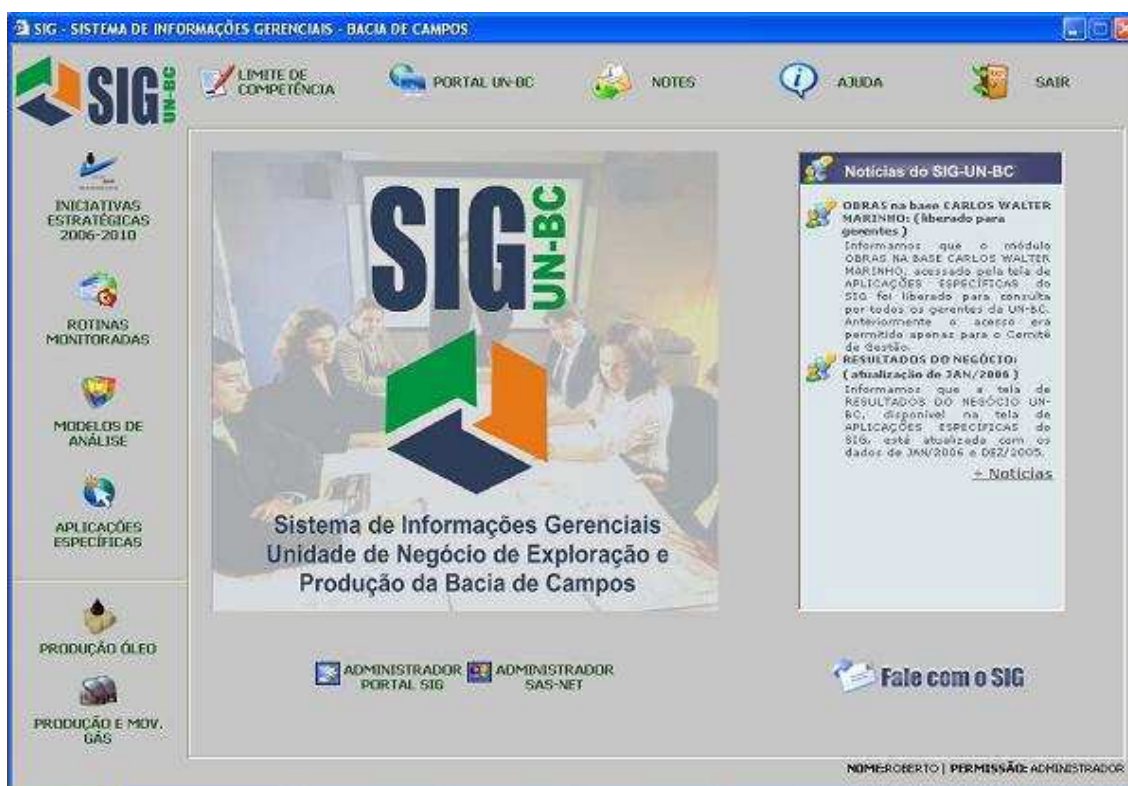 SIG - SISTEMA DE INFORMAÇÕES GERENCIAIS - BACIA DE CAMPOS
SIG UN-BC
LIMITE DE
COMPETÊNCIA
PORTAL UN-BC
NOTES
AJUDA
SAIR
INICIATIVAS
ESTRATÉGICAS
2006-2010
ROTINAS
MONITORADAS
MODELOS DE
ANÁLISE
APLICAÇÕES
ESPECÍFICAS
PRODUÇÃO ÓLEO
PRODUÇÃO E MOV.
GÁS
SIG UN-BC
Sistema de Informações Gerenciais
Unidade de Negócio de Exploração e
Produção da Bacia de Campos
Notícias do SIG-UN-BC
OBRAS na base CARLOS WALTER
MARINHO: ( liberado para
gerentes )
Informamos que o módulo
OBRAS NA BASE CARLOS WALTER
MARINHO, acessado pela tela de
APLICAÇÕES ESPECÍFICAS do
SIG foi liberado para consulta
por todos os gerentes da UN-BC.
Anteriormente o acesso era
permitido apenas para o Comitê
de Gestão.
RESULTADOS DO NEGÓCIO:
( atualização de JAN/2006 )
Informamos que a tela de
RESULTADOS DO NEGÓCIO UN-
BC, disponível na tela de
APLICAÇÕES ESPECÍFICAS do
SIG, está atualizada com os
dados de JAN/2006 e DEZ/2005.
+ Notícias
ADMINISTRADOR
PORTAL SIG
ADMINISTRADOR
SAS-NET
Fale com o SIG
NOME:ROBERTO | PERMISSÃO: ADMINISTRADOR